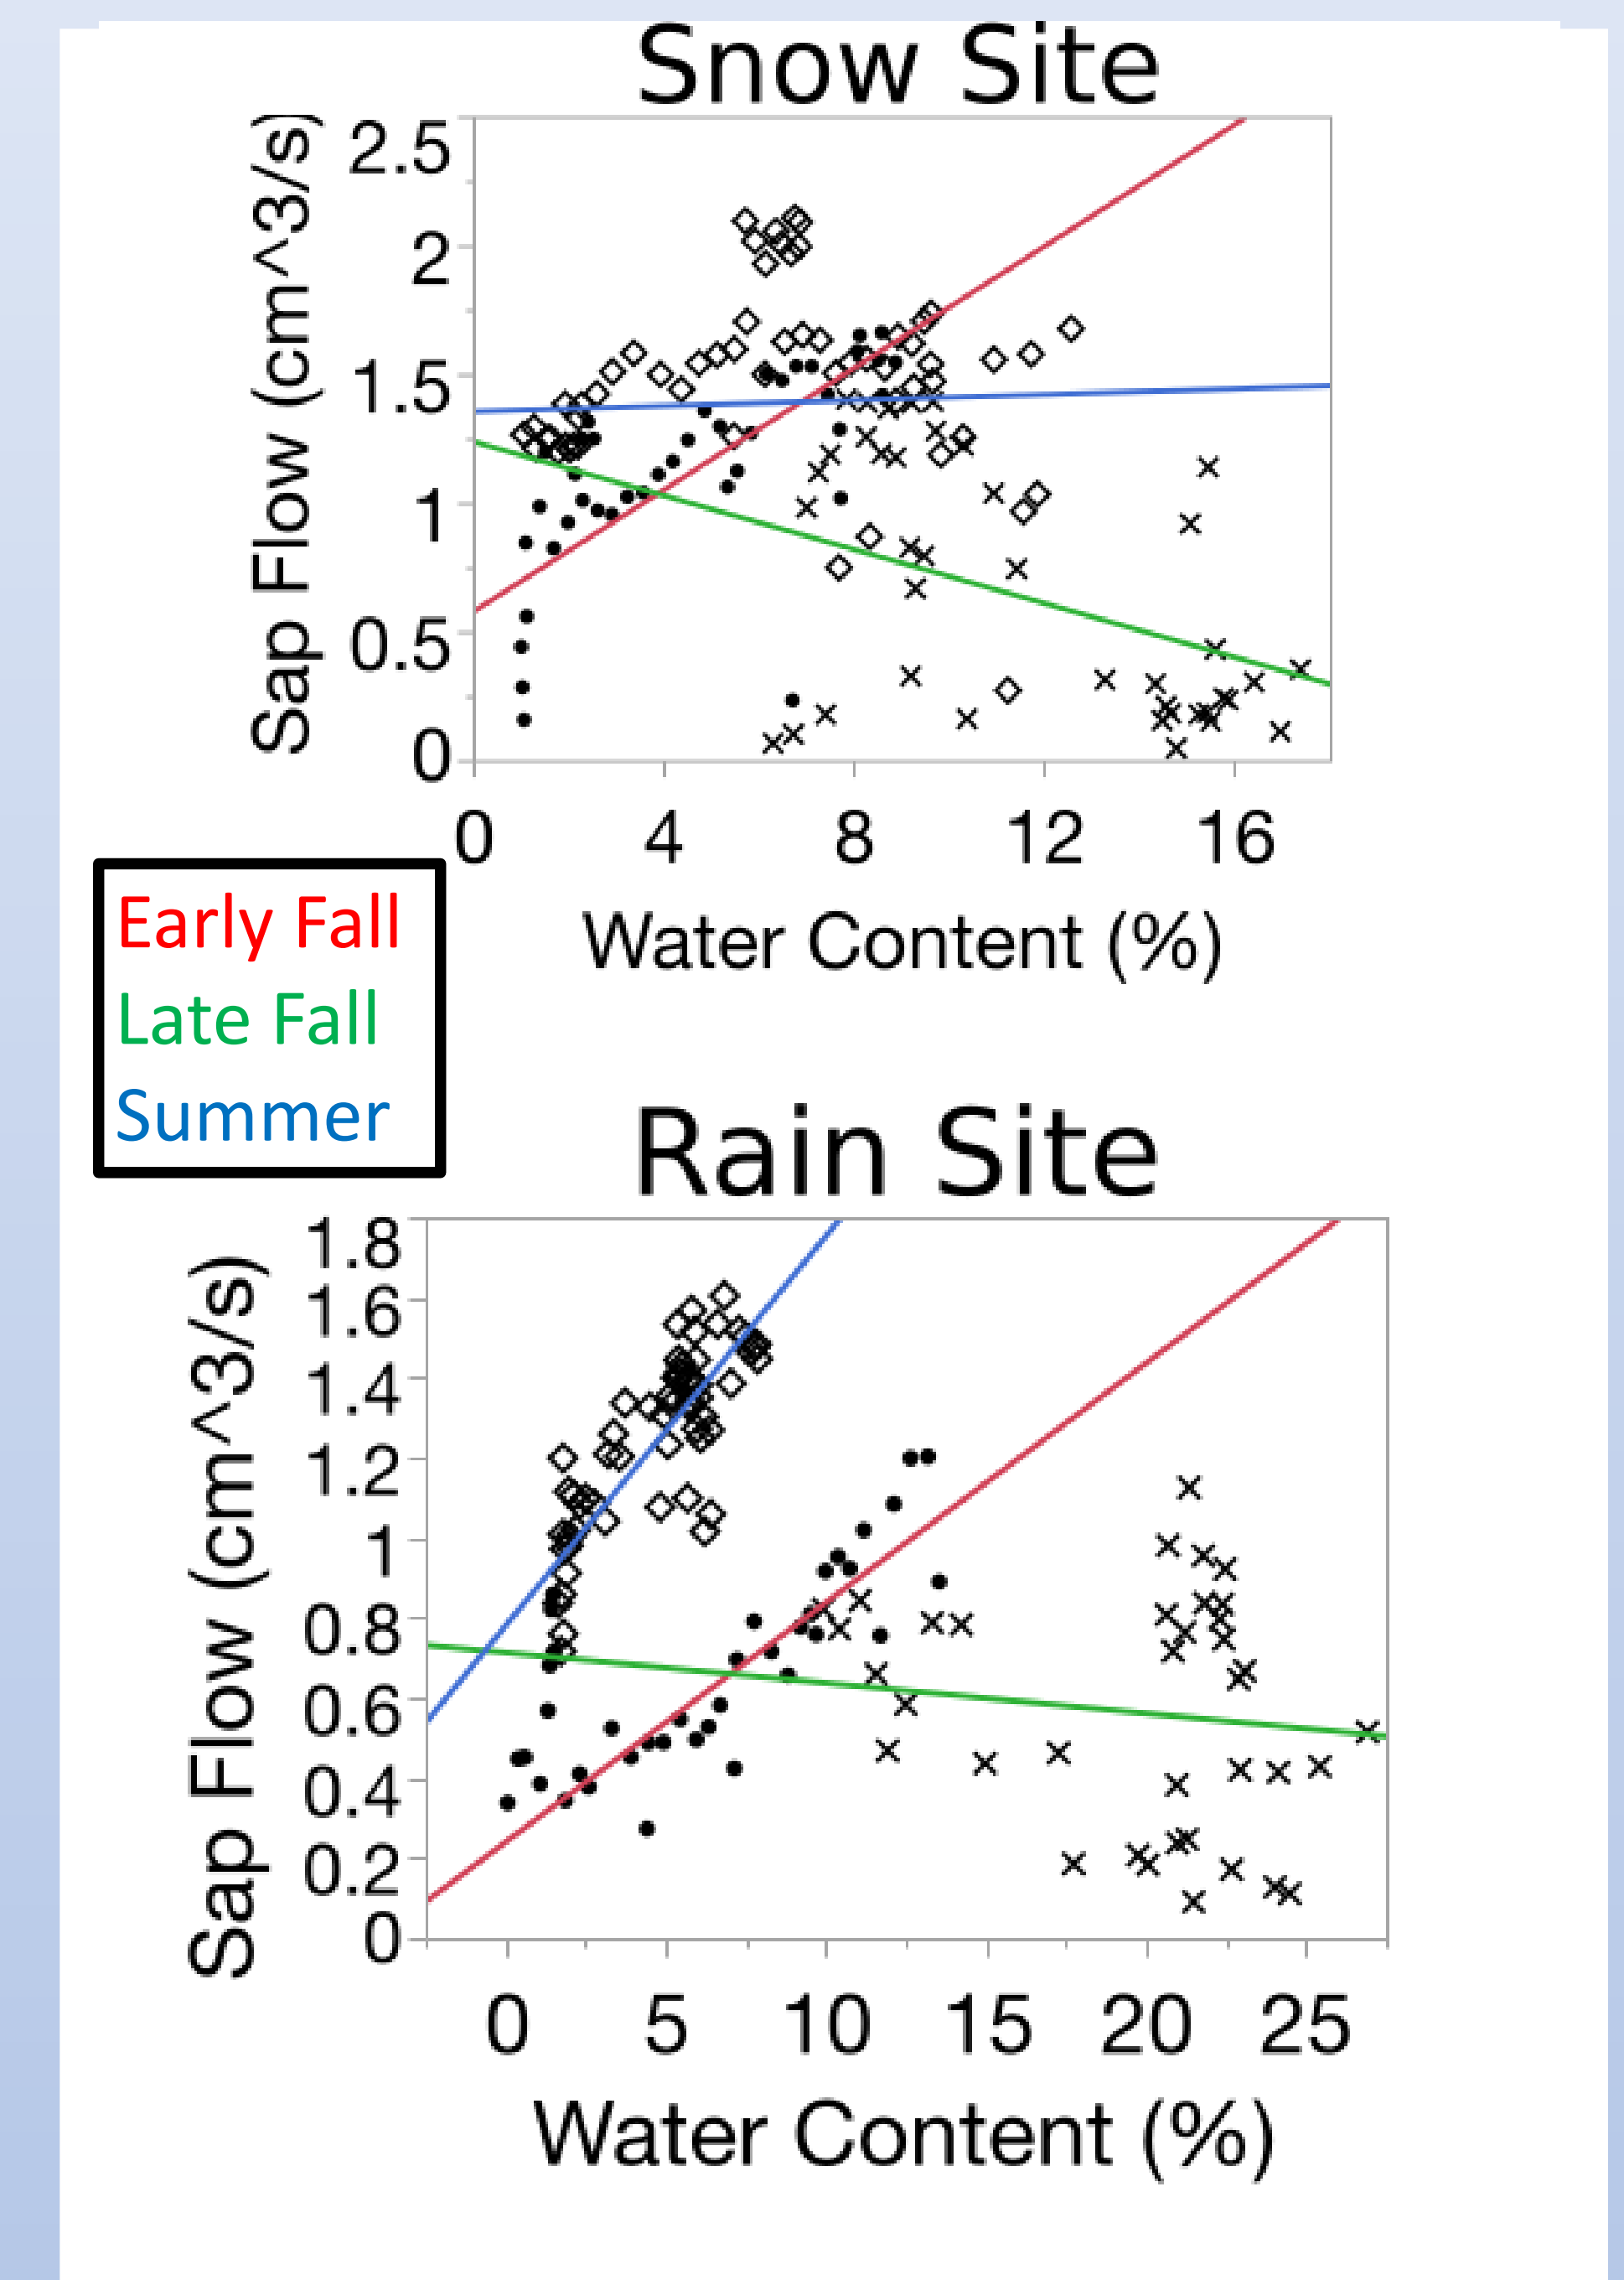 Snow Site
Sap Flow (cm^3/s)
2.5
2
1.5
1
0.5
0
0 4 8 12 16
Water Content (%)
Early Fall
Late Fall
Summer
Rain Site
Sap Flow (cm^3/s)
1.8
1.6
1.4
1.2
1
0.8
0.6
0.4
0.2
0
0 5 10 15 20 25
Water Content (%)